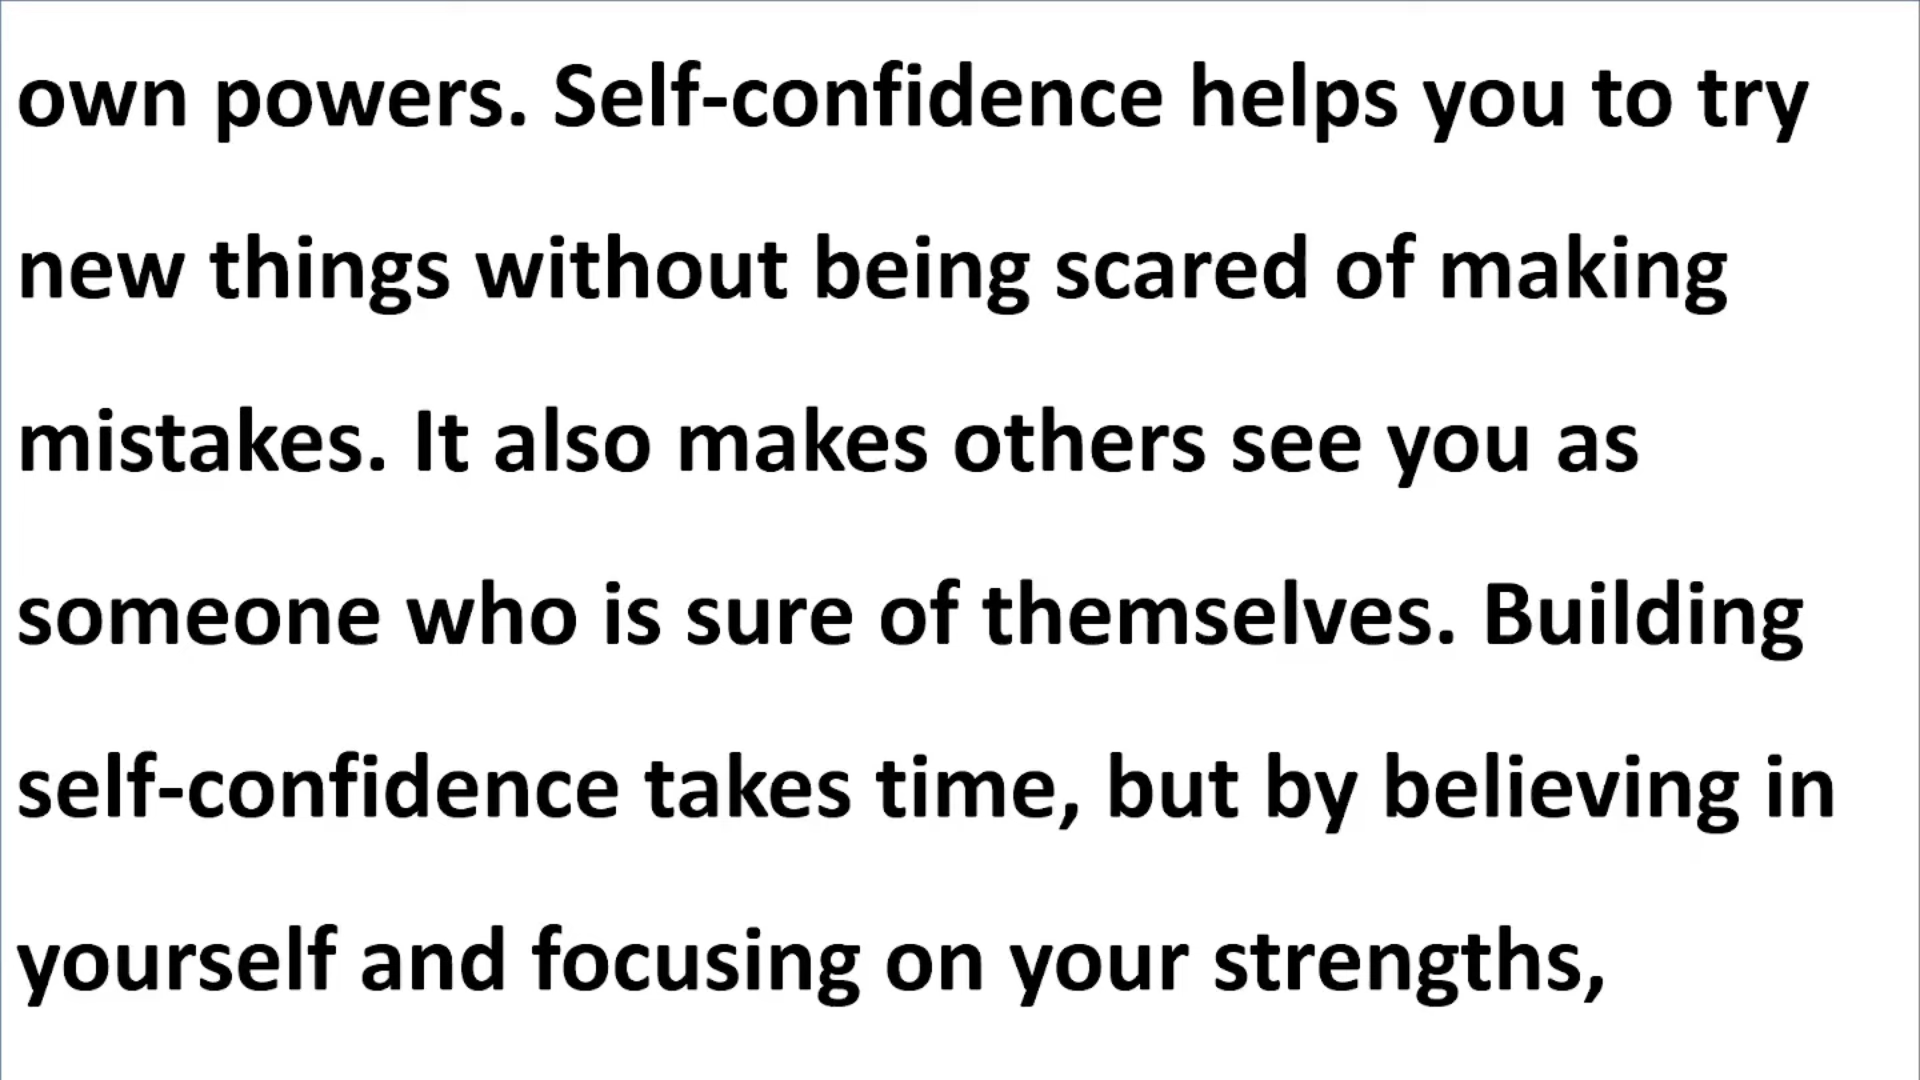 own powers. Self-confidence helps you to try
new things without being scared of making
mistakes. It also makes others see you as
someone who is sure of themselves. Building
self-confidence takes time, but by believing in
yourself and focusing on your strengths,